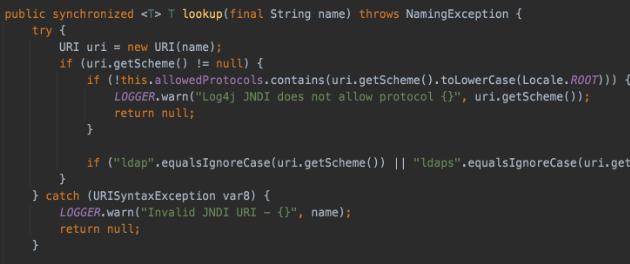 public synchronized <T> T lookup(final String name) throws NamingException {
try {
URI uri = new URI(name);
if (uri.getScheme() != null) {
if (!this.allowedProtocols.contains(uri.getScheme().toLowerCase(Locale.ROOT))) {
LOGGER.warn("Log4j JNDI does not allow protocol {}", uri.getScheme());
return null;
}
if ("ldap".equalsIgnoreCase(uri.getScheme()) || "ldaps".equalsIgnoreCase(uri.get
}
} catch (URISyntaxException var8) {
LOGGER.warn("Invalid JNDI URI - {}", name);
return null;
}